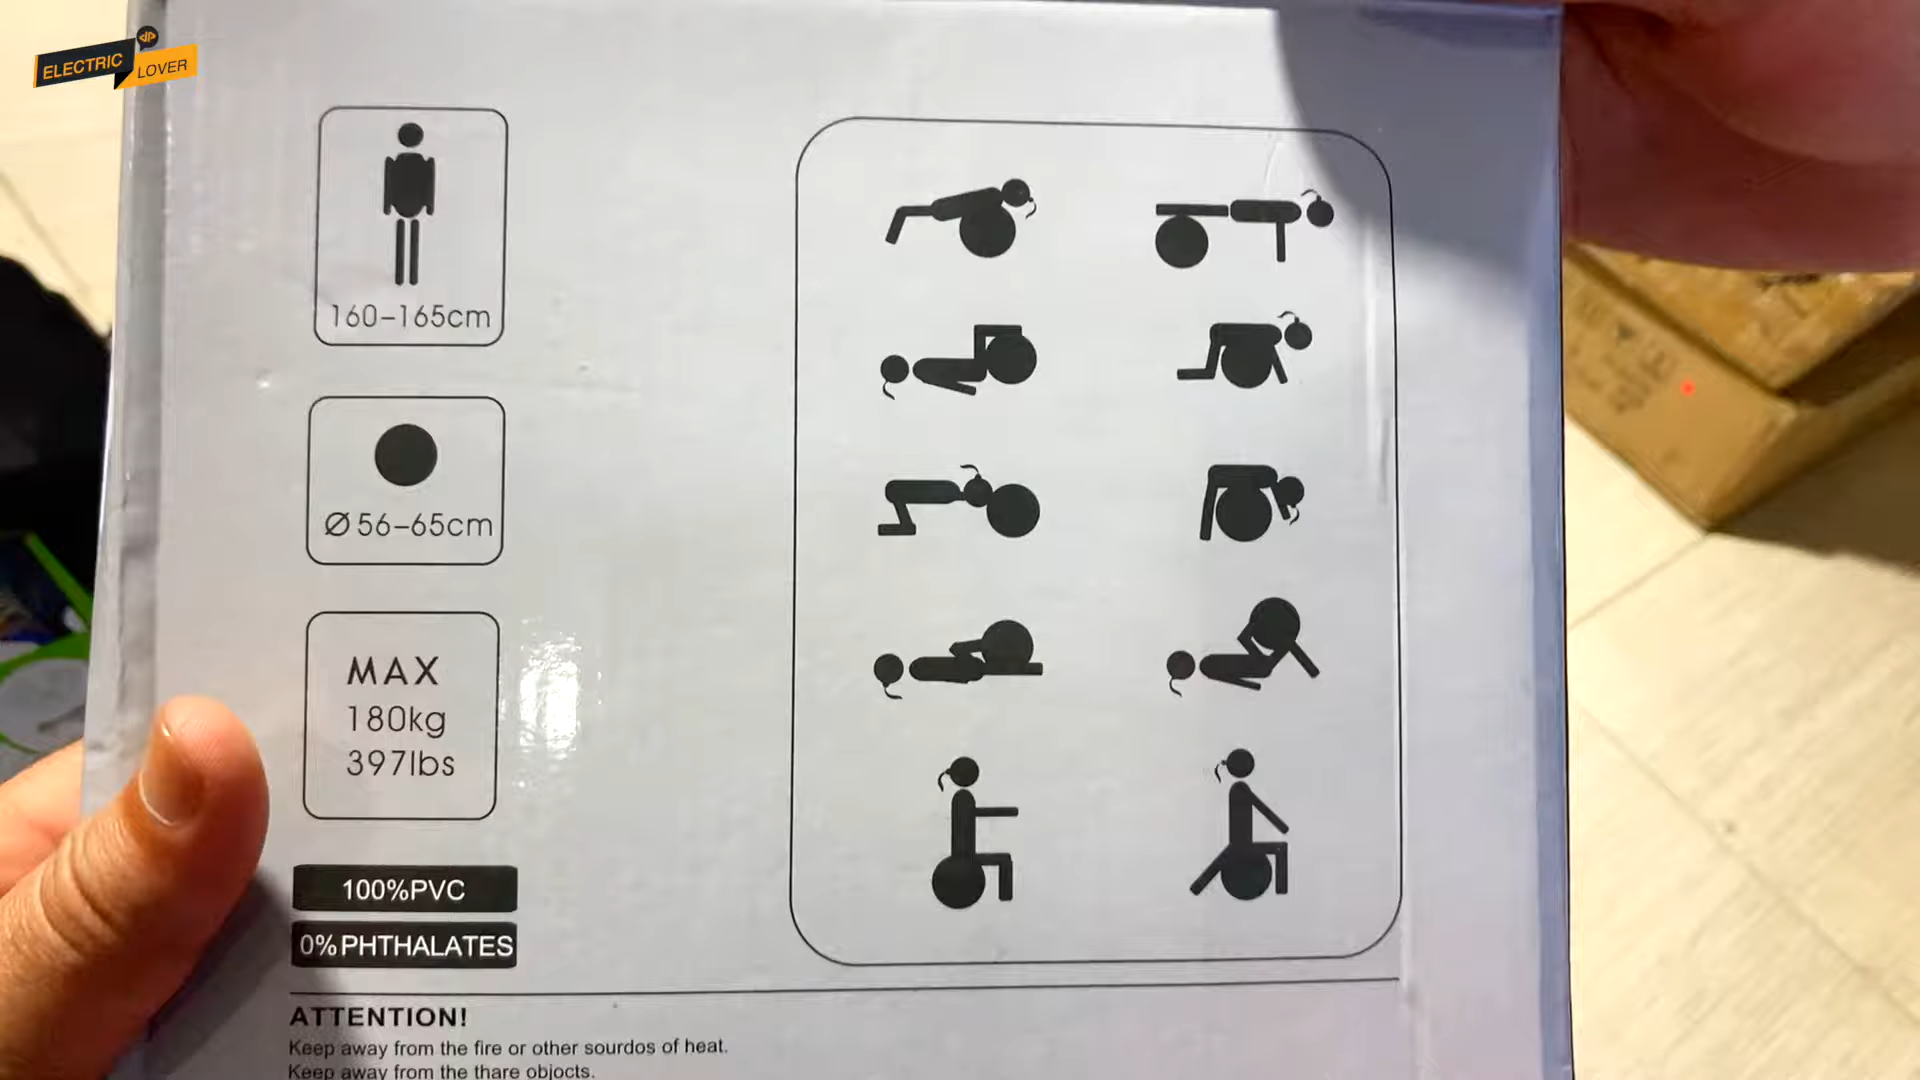 ELECTRIC
LOVER
160-165cm
Ø56-65cm
MAX
180kg
397lbs
100%PVC
0%PHTHALATES
ATTENTION!
Keep away from the fire or other sourdos of heat.
Keep away from the thare objocts.